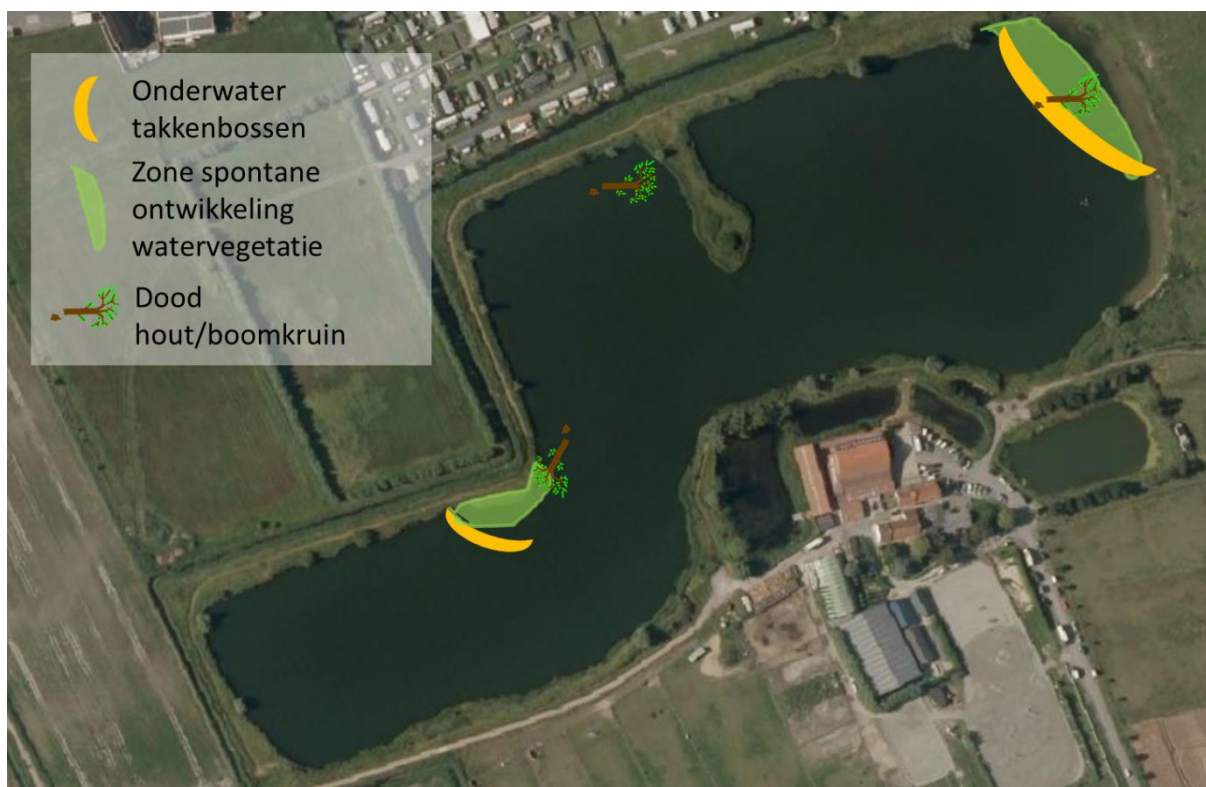 Onderwater
takkenbossen
Zone spontane
ontwikkeling
watervegetatie
Dood
hout/boomkruin